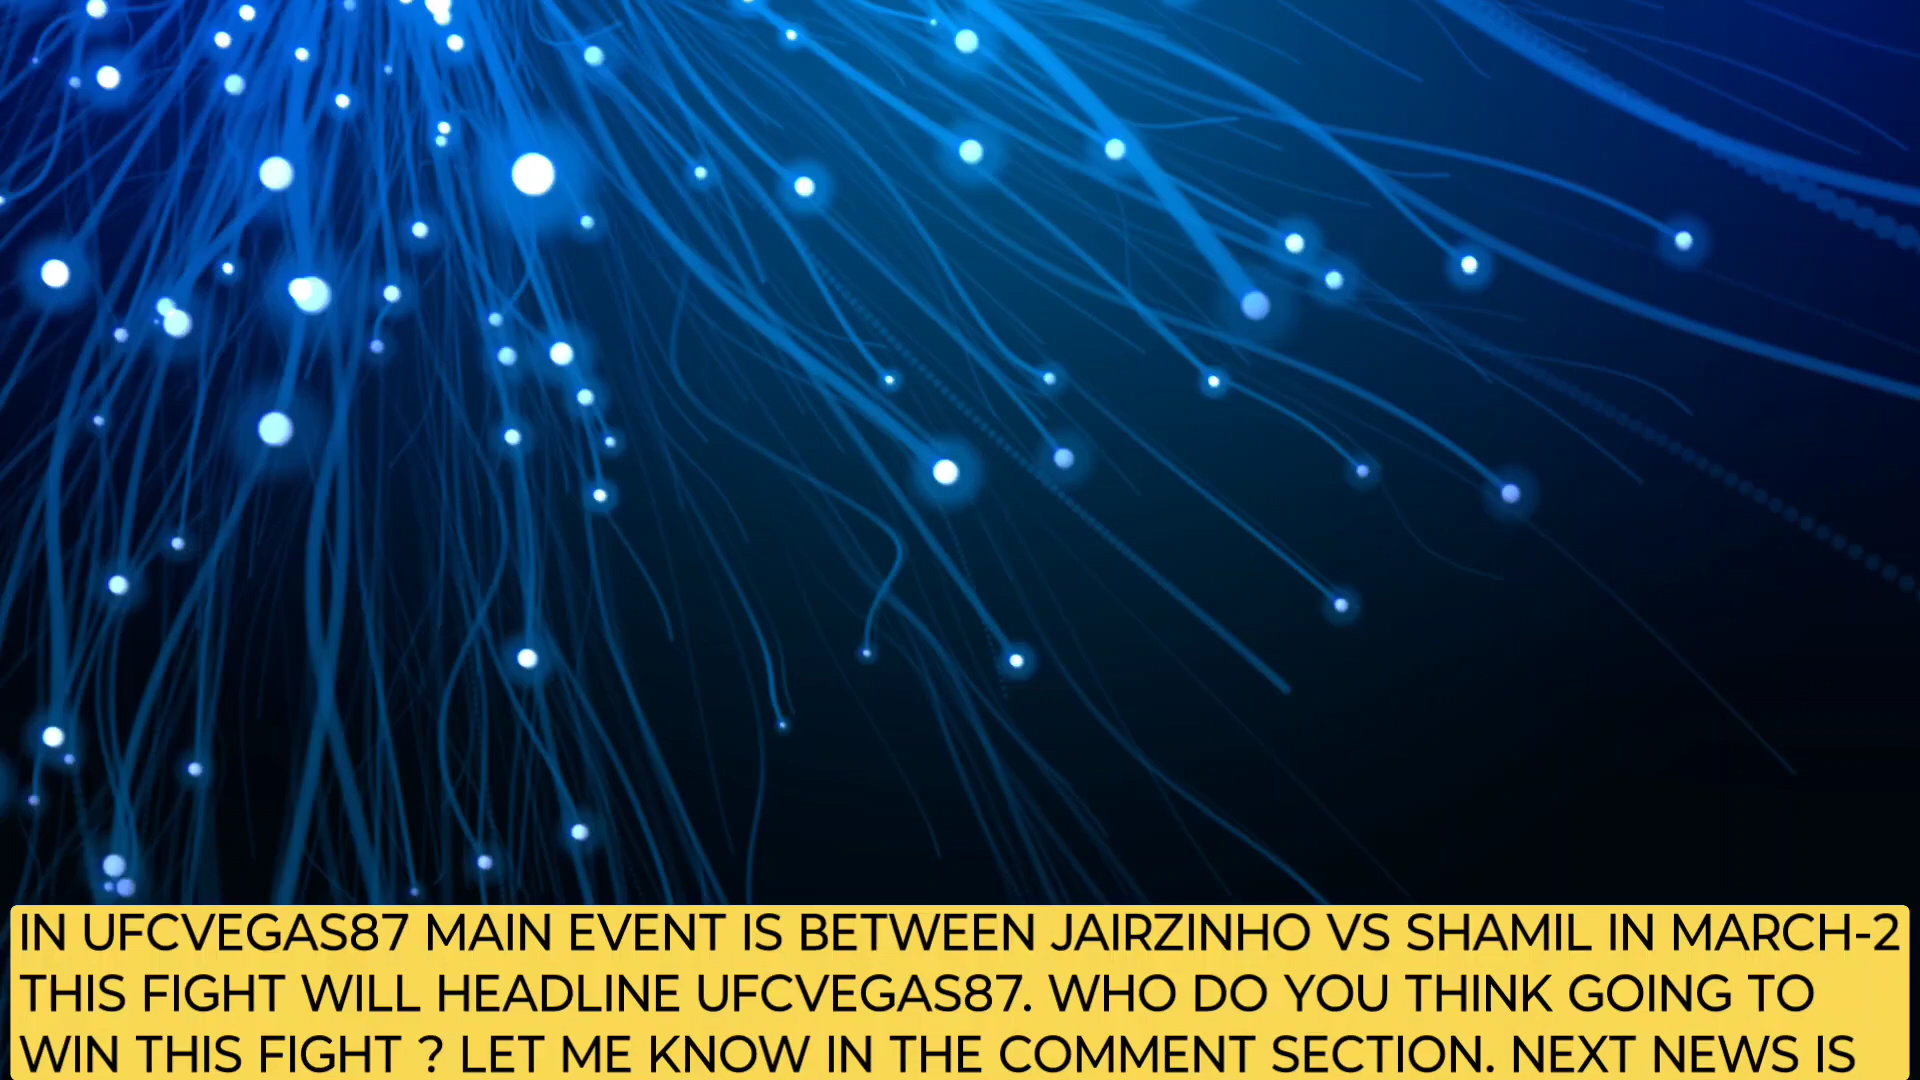 IN UFCVEGAS87 MAIN EVENT IS BETWEEN JAIRZINHO VS SHAMIL IN MARCH-2
THIS FIGHT WILL HEADLINE UFCVEGAS87. WHO DO YOU THINK GOING TO
WIN THIS FIGHT ? LET ME KNOW IN THE COMMENT SECTION. NEXT NEWS IS